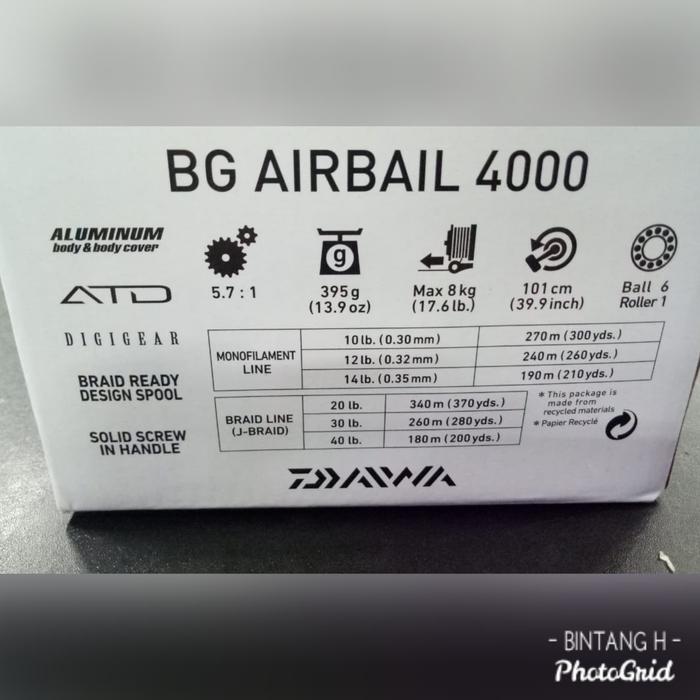 BG AIRBAIL 4000
ALUMINUM
body & body cover
ATD
DIGIGEAR
BRAID READY
DESIGN SPOOL
SOLID SCREW
IN HANDLE
5.7 : 1
g
395 g
(13.9 oz)
Max 8 kg
(17.6 lb.)
101 cm
(39.9 inch)
Ball 6
Roller 1
MONOFILAMENT
LINE
10 lb. (0.30 mm) 270 m (300 yds.)
12 lb. (0.32 mm) 240 m (260 yds.)
14 lb. (0.35 mm) 190 m (210 yds.)
BRAID LINE
(J-BRAID)
20 lb. 340 m (370 yds.)
30 lb. 260 m (280 yds.)
40 lb. 180 m (200 yds.)
* This package is
made from
recycled materials
* Papier Recyclé
DAIWA
- BINTANG H -
PhotoGrid